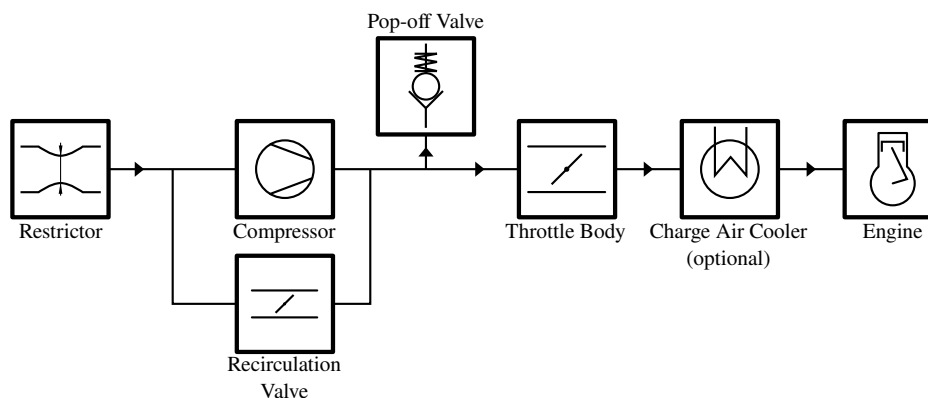 Pop-off Valve
Restrictor
Compressor
Throttle Body
Charge Air Cooler
(optional)
Engine
Recirculation
Valve